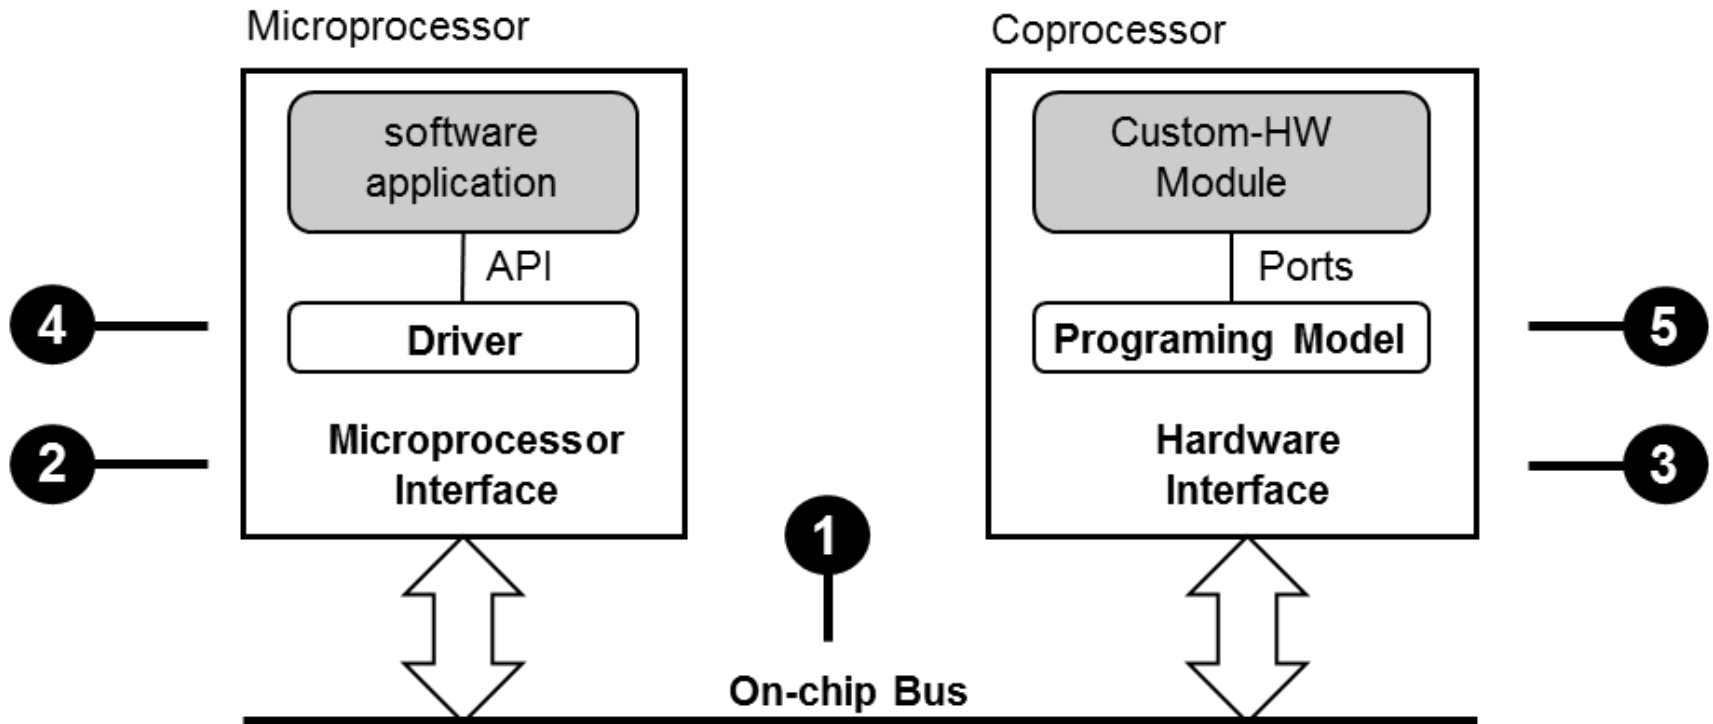 Microprocessor
Coprocessor
software
application
Custom-HW
Module
API
Ports
4
Driver
Programing Model
5
2
Microprocessor
Interface
Hardware
Interface
3
1
On-chip Bus